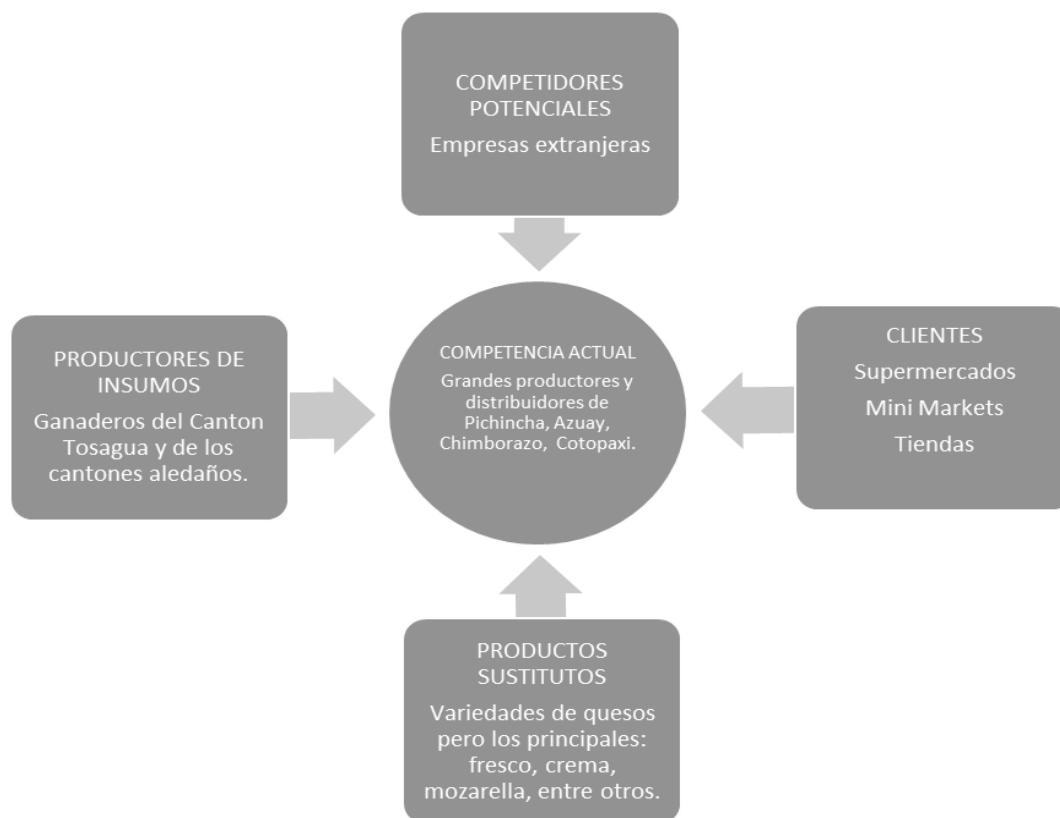 COMPETIDORES
POTENCIALES
Empresas extranjeras
PRODUCTORES DE
INSUMOS
Ganaderos del Canton
Tosagua y de los
cantones aledaños.
COMPETENCIA ACTUAL
Grandes productores y
distribuidores de
Pichincha, Azuay,
Chimborazo, Cotopaxi.
CLIENTES
Supermercados
Mini Markets
Tiendas
PRODUCTOS
SUSTITUTOS
Variedades de quesos
pero los principales:
fresco, crema,
mozarella, entre otros.